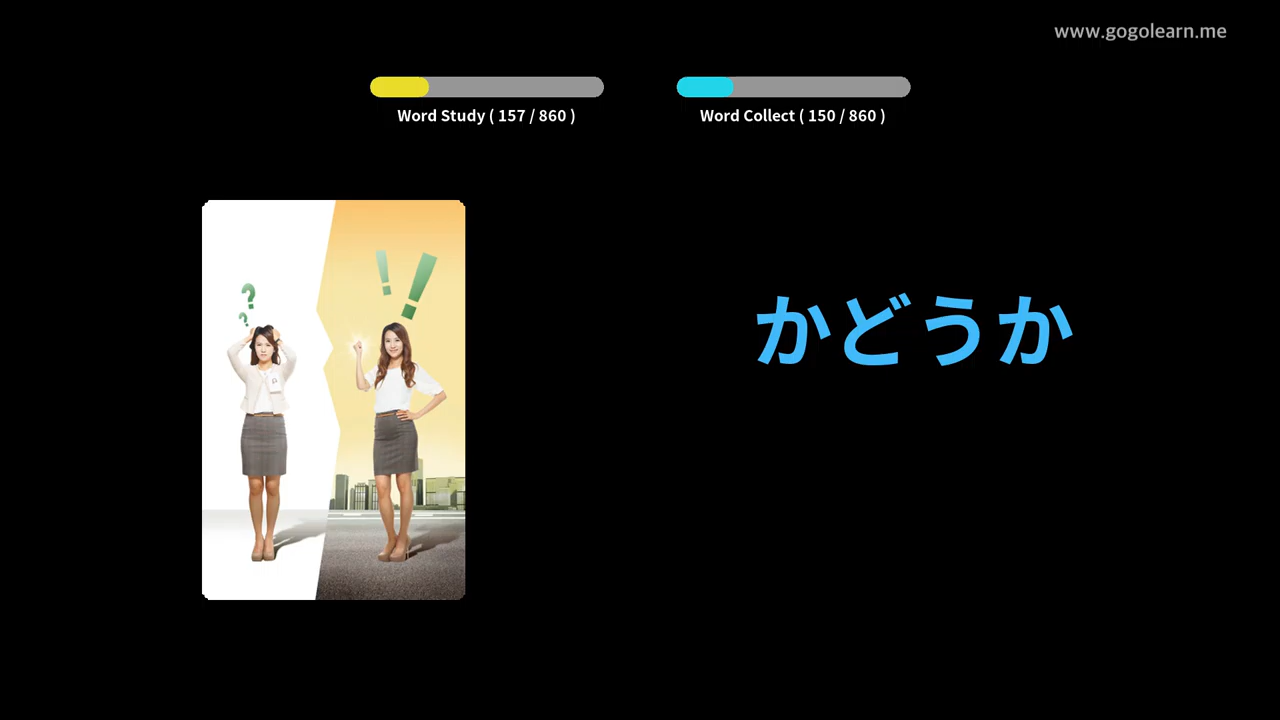 www.gogolearn.me
Word Study ( 157 / 860 )
Word Collect ( 150 / 860 )
? ?
! !
かどうか